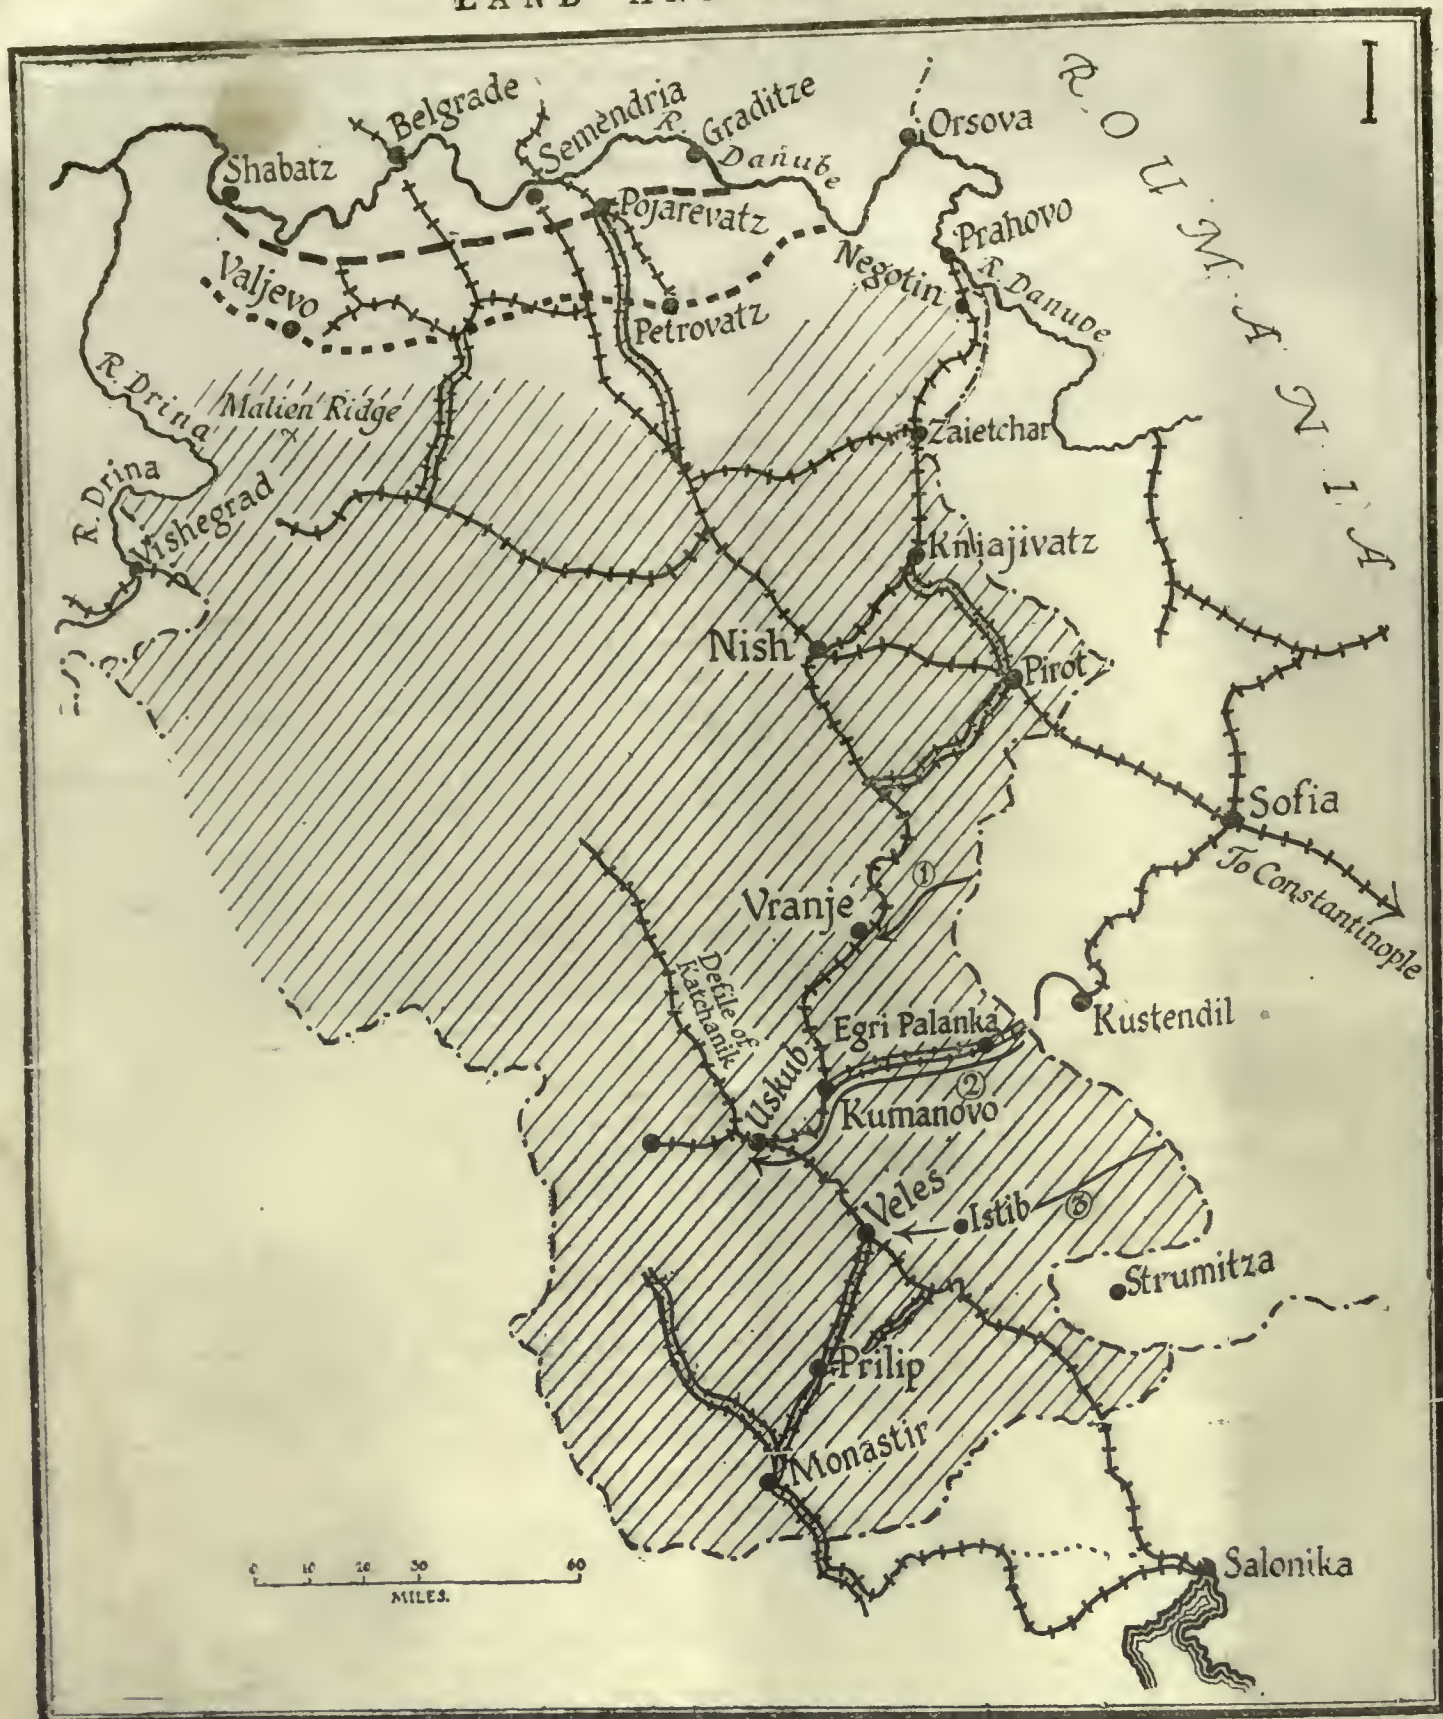 I
Belgrade
Semendria
R.
Graditze
Danube
Orsova
ROUMANIA
Shabatz
Pojarevatz
Prahovo
Negotin
R. Danube
Valjevo
Petrovatz
R. Drina
Malien Ridge
Zaietchar
R. Drina
Vishegrad
Kniajivatz
Nish
Pirot
Sofia
To Constantinople
①
Vranje
Defile of
Katchanik
Egri Palanka
Kustendil
Uskub
②
Kumanovo
Veles
Istib
③
Strumitza
Prilip
Monastir
Salonika
0 10 20 30 60
MILES.